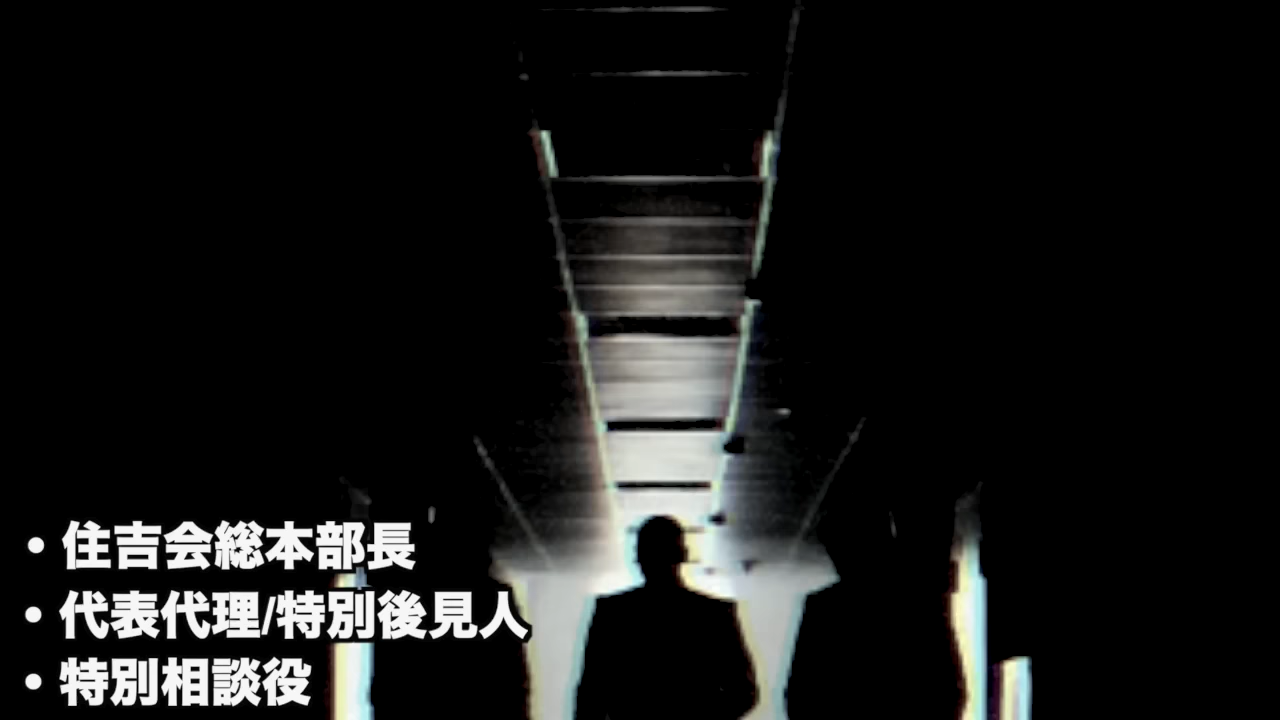 • 住吉会総本部長
• 代表代理/特別後見人
• 特別相談役